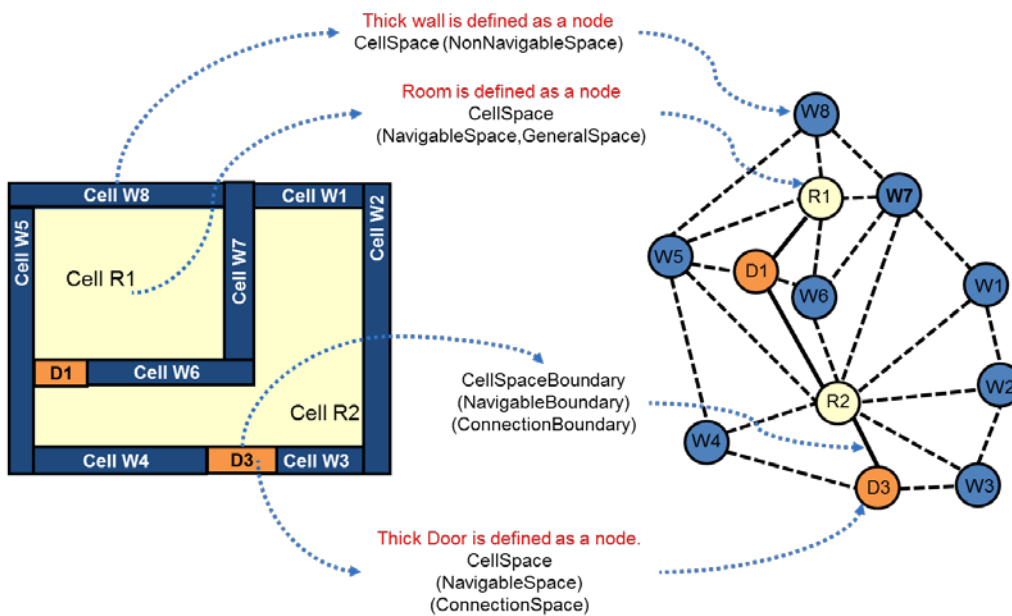 Thick wall is defined as a node
CellSpace (NonNavigableSpace)
Room is defined as a node
CellSpace
(NavigableSpace,GeneralSpace)
Cell W8
Cell W1
Cell W5
Cell W7
Cell W2
Cell R1
D1
Cell W6
Cell R2
Cell W4
D3
Cell W3
CellSpaceBoundary
(NavigableBoundary)
(ConnectionBoundary)
Thick Door is defined as a node.
CellSpace
(NavigableSpace)
(ConnectionSpace)
W8
R1
W7
W5
D1
W6
W1
R2
W2
W4
D3
W3